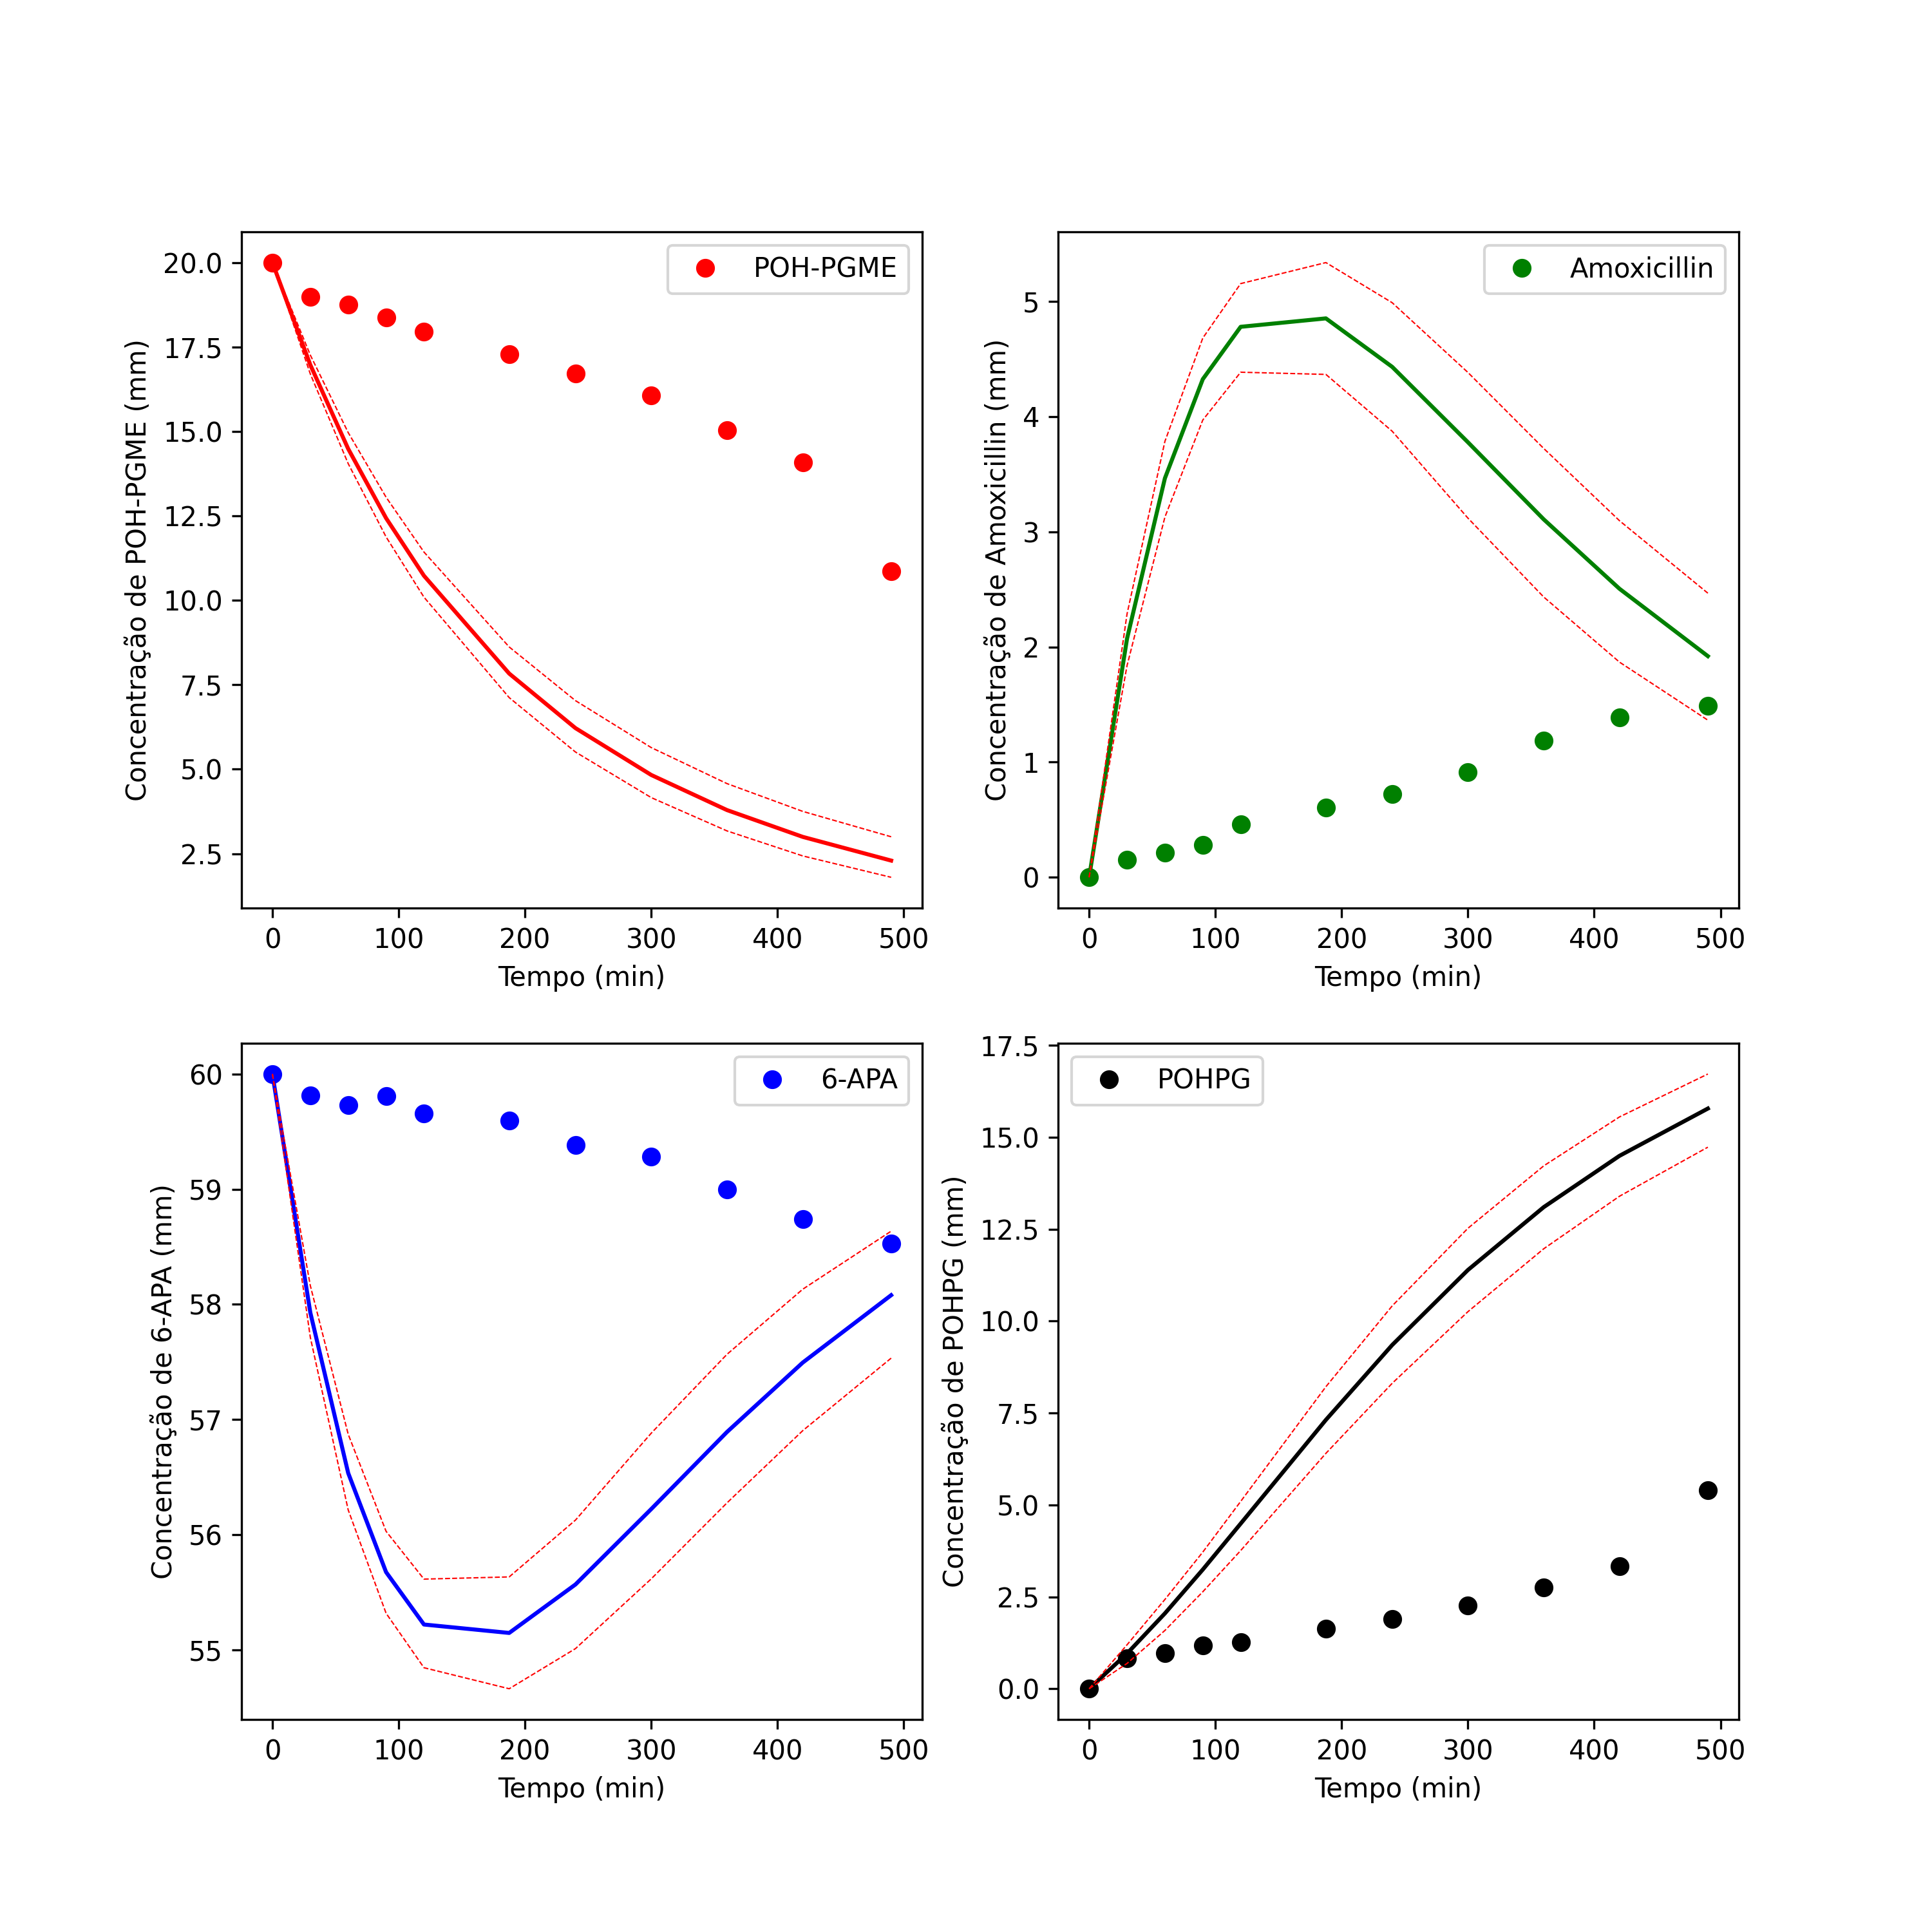 POH-PGME
Concentração de POH-PGME (mm)
20.0
17.5
15.0
12.5
10.0
7.5
5.0
2.5
0 100 200 300 400 500
Tempo (min)
Amoxicillin
Concentração de Amoxicillin (mm)
5
4
3
2
1
0
0 100 200 300 400 500
Tempo (min)
6-APA
Concentração de 6-APA (mm)
60
59
58
57
56
55
0 100 200 300 400 500
Tempo (min)
POHPG
Concentração de POHPG (mm)
17.5
15.0
12.5
10.0
7.5
5.0
2.5
0.0
0 100 200 300 400 500
Tempo (min)